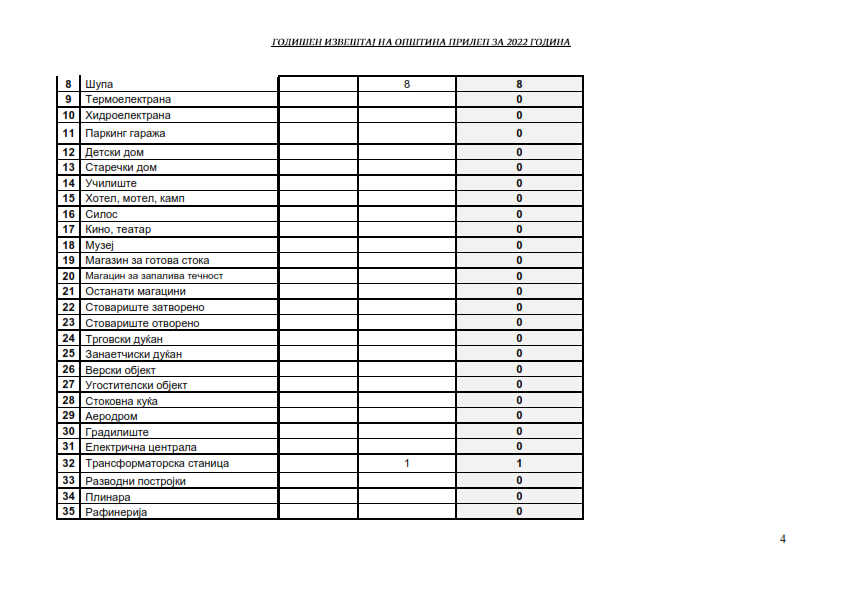 ГОДИШЕН ИЗВЕШТАЈ НА ОПШТИНА ПРИЛЕП ЗА 2022 ГОДИНА
8 Шупа 8 8
9 Термоелектрана 0
10 Хидроелектрана 0
11 Паркинг гаража 0
12 Детски дом 0
13 Старечки дом 0
14 Училиште 0
15 Хотел, мотел, камп 0
16 Силос 0
17 Кино, театар 0
18 Музеј 0
19 Магазин за готова стока 0
20 Магацин за запалива течност 0
21 Останати магацини 0
22 Стовариште затворено 0
23 Стовариште отворено 0
24 Трговски дуќан 0
25 Занаетчиски дуќан 0
26 Верски објект 0
27 Угостителски објект 0
28 Стоковна куќа 0
29 Аеродром 0
30 Градилиште 0
31 Електрична централа 0
32 Трансформаторска станица 1 1
33 Разводни постројки 0
34 Плинара 0
35 Рафинерија 0
4